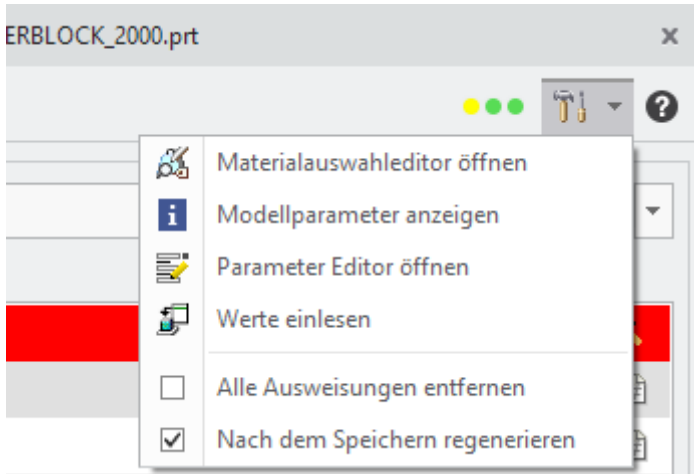 ERBLOCK_2000.prt
Materialauswahleditor öffnen
Modellparameter anzeigen
Parameter Editor öffnen
Werte einlesen
Alle Ausweisungen entfernen
Nach dem Speichern regenerieren